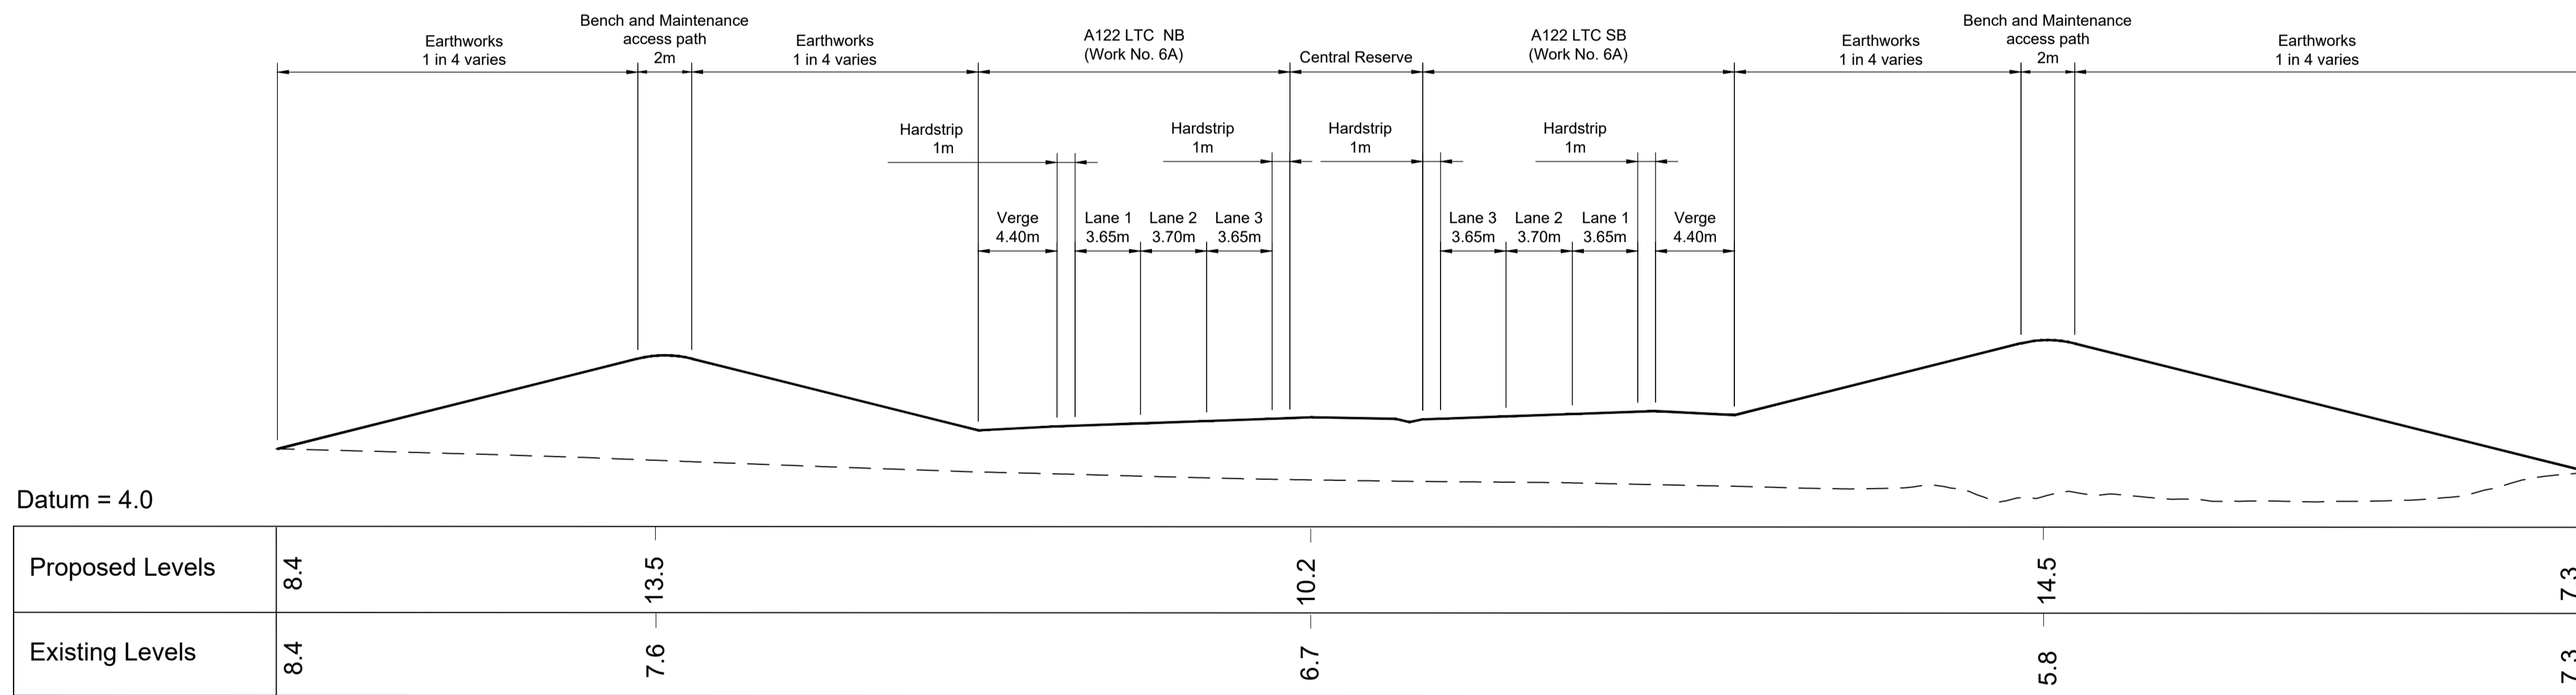 Bench and Maintenance
access path
2m
Earthworks
1 in 4 varies
Earthworks
1 in 4 varies
A122 LTC  NB
(Work No. 6A)
Central Reserve
A122 LTC SB
(Work No. 6A)
Earthworks
1 in 4 varies
Bench and Maintenance
access path
2m
Earthworks
1 in 4 varies
Hardstrip
1m
Hardstrip
1m
Hardstrip
1m
Hardstrip
1m
Verge
4.40m
Lane 1
3.65m
Lane 2
3.70m
Lane 3
3.65m
Lane 3
3.65m
Lane 2
3.70m
Lane 1
3.65m
Verge
4.40m
Datum = 4.0
Proposed Levels
8.4
13.5
10.2
14.5
7.3
Existing Levels
8.4
7.6
6.7
5.8
7.3